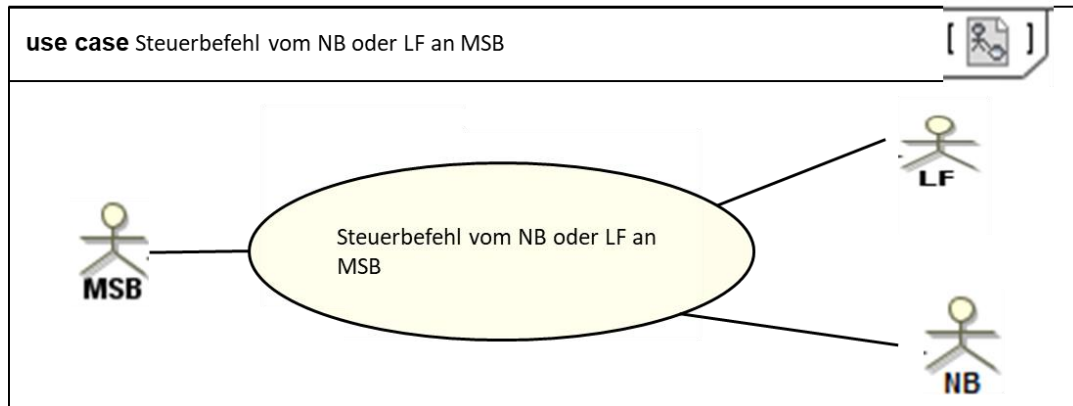 use case Steuerbefehl vom NB oder LF an MSB
[ ]
LF
Steuerbefehl vom NB oder LF an
MSB
MSB
NB